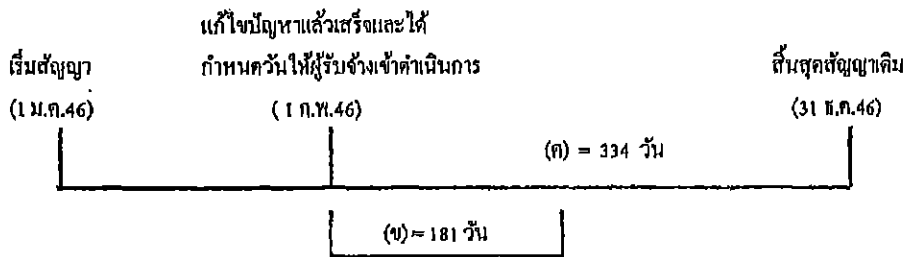 แก้ไขปัญหาแล้วเสร็จและได้
เริ่มสัญญา กำหนดวันให้ผู้รับจ้างเข้าดำเนินการ สิ้นสุดสัญญาเดิม
(1 ม.ค.46) (1 ก.พ.46) (31 ธ.ค.46)
(ค) = 334 วัน
(ข) = 181 วัน